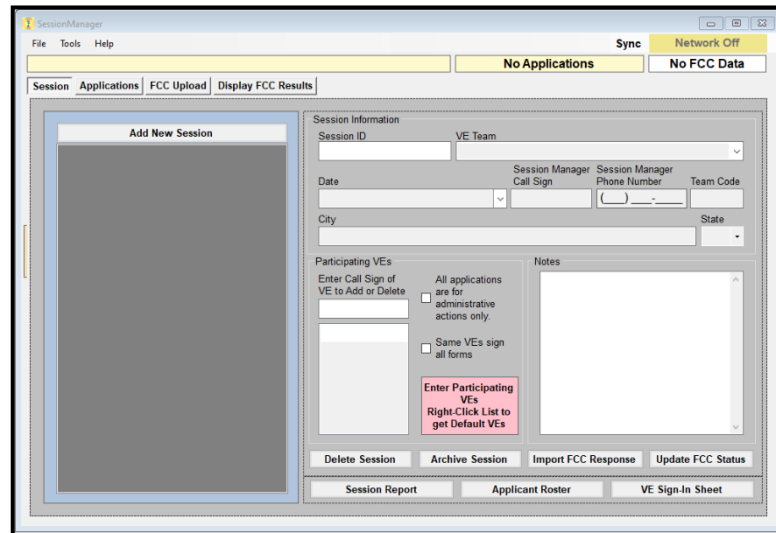 SessionManager
File Tools Help
Sync Network Off
No Applications No FCC Data
Session Applications FCC Upload Display FCC Results
Add New Session
Session Information
Session ID VE Team
Date Session Manager Call Sign Session Manager Phone Number Team Code
(___) ___-____
City State
Participating VEs
Enter Call Sign of
VE to Add or Delete
All applications
are for
administrative
actions only.
Same VEs sign
all forms
Enter Participating
VEs
Right-Click List to
get Default VEs
Notes
Delete Session Archive Session Import FCC Response Update FCC Status
Session Report Applicant Roster VE Sign-In Sheet